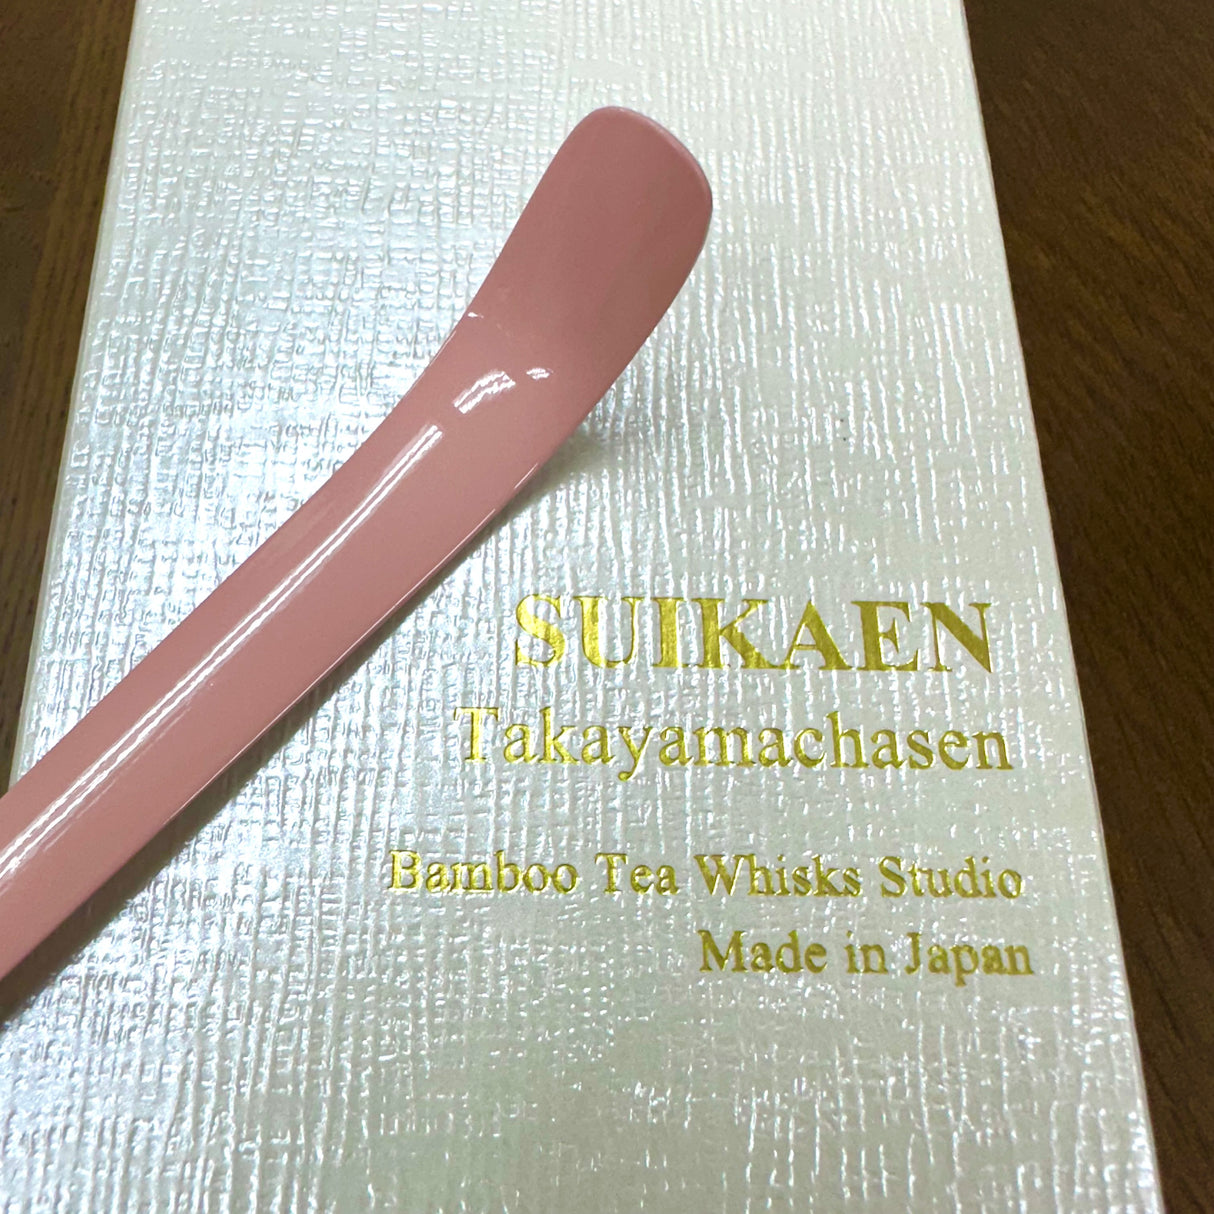 SUIKAEN
Takayamachasen
Bamboo Tea Whisks Studio
Made in Japan